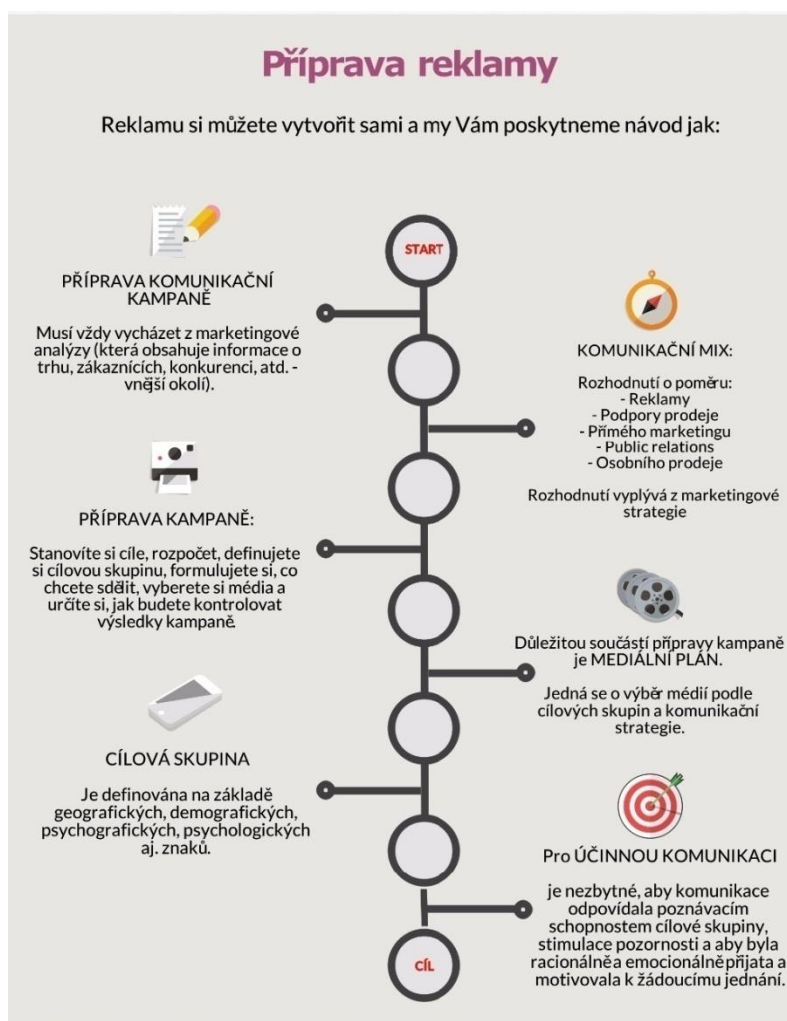 Příprava reklamy
Reklamu si můžete vytvořit sami a my Vám poskytneme návod jak:
START
PŘÍPRAVA KOMUNIKAČNÍ
KAMPANĚ
Musí vždy vycházet z marketingové
analýzy (která obsahuje informace o
trhu, zákaznících, konkurenci, atd. -
vnější okolí).
KOMUNIKAČNÍ MIX:
Rozhodnutí o poměru:
- Reklamy
- Podpory prodeje
- Přímého marketingu
- Public relations
- Osobního prodeje
Rozhodnutí vyplývá z marketingové
strategie
PŘÍPRAVA KAMPANĚ:
Stanovíte si cíle, rozpočet, definujete
si cílovou skupinu, formulujete si, co
chcete sdělit, vyberete si média a
určíte si, jak budete kontrolovat
výsledky kampaně.
Důležitou součástí přípravy kampaně
je MEDIÁLNÍ PLÁN.
Jedná se o výběr médií podle
cílových skupin a komunikační
strategie.
CÍLOVÁ SKUPINA
Je definována na základě
geografických, demografických,
psychografických, psychologických
aj. znaků.
Pro ÚČINNOU KOMUNIKACI
je nezbytné, aby komunikace
odpovídala poznávacím
schopnostem cílové skupiny,
stimulace pozornosti a aby byla
racionálně a emocionálně přijata a
motivovala k žádoucímu jednání.
CÍL